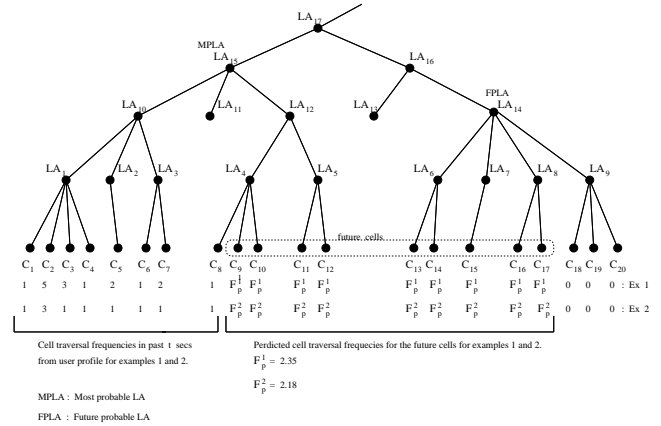 LA17
MPLA
LA15
LA16
FPLA
LA10
LA11
LA12
LA13
LA14
LA1
LA2
LA3
LA4
LA5
LA6
LA7
LA8
LA9
future cells
C1 C2 C3 C4 C5 C6 C7 C8 C9 C10 C11 C12 C13 C14 C15 C16 C17 C18 C19 C20
1 5 3 1 2 1 2 1 F1p F1p F1p F1p F1p F1p F1p F1p F1p 0 0 0 : Ex 1
1 3 1 1 1 1 1 1 F2p F2p F2p F2p F2p F2p F2p F2p F2p 0 0 0 : Ex 2
Cell traversal frequencies in past t secs
from user profile for examples 1 and 2.
Perdicted cell traversal frequecies for the future cells for examples 1 and 2.
F1p = 2.35
F2p = 2.18
MPLA : Most probable LA
FPLA : Future probable LA